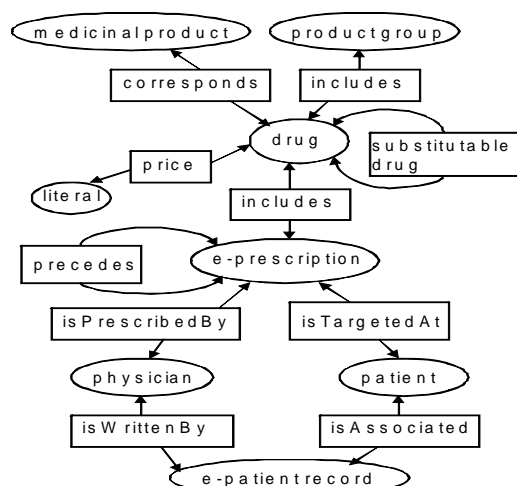 medicinalproduct productgroup
corresponds includes
drug
substitutable
drug
price
literal
includes
e-prescription
precedes
isPrescribedBy isTargetedAt
physician patient
isWrittenBy isAssociated
e-patientrecord